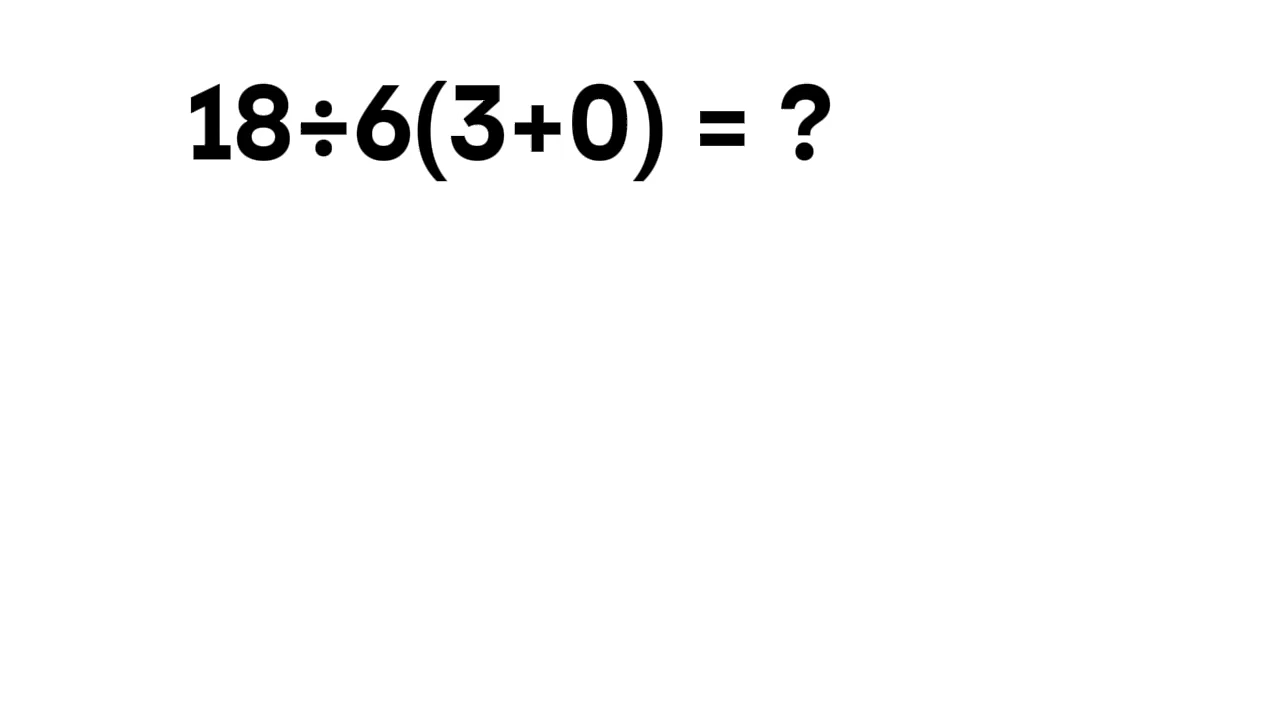 18÷6(3+0) = ?